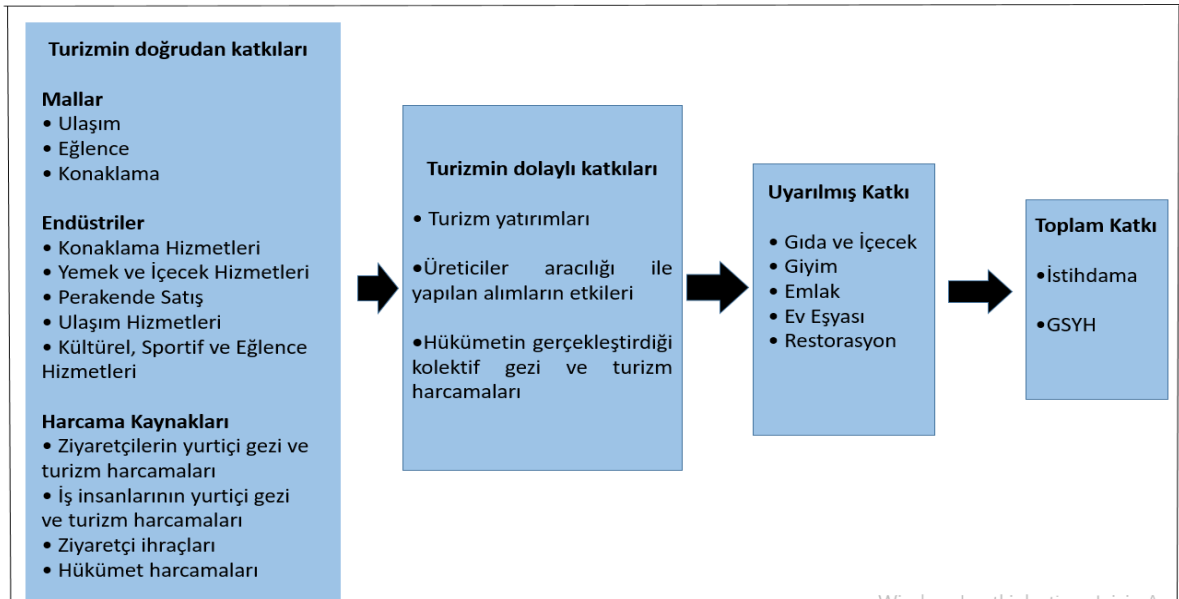 Turizmin doğrudan katkıları
Mallar
• Ulaşım
• Eğlence
• Konaklama
Endüstriler
• Konaklama Hizmetleri
• Yemek ve İçecek Hizmetleri
• Perakende Satış
• Ulaşım Hizmetleri
• Kültürel, Sportif ve Eğlence
Hizmetleri
Harcama Kaynakları
• Ziyaretçilerin yurtiçi gezi ve
turizm harcamaları
• İş insanlarının yurtiçi gezi
ve turizm harcamaları
• Ziyaretçi ihraçları
• Hükümet harcamaları
Turizmin dolaylı katkıları
• Turizm yatırımları
•Üreticiler aracılığı ile
yapılan alımların etkileri
•Hükümetin gerçekleştirdiği
kolektif gezi ve turizm
harcamaları
Uyarılmış Katkı
• Gıda ve İçecek
• Giyim
• Emlak
• Ev Eşyası
• Restorasyon
Toplam Katkı
•İstihdama
•GSYH